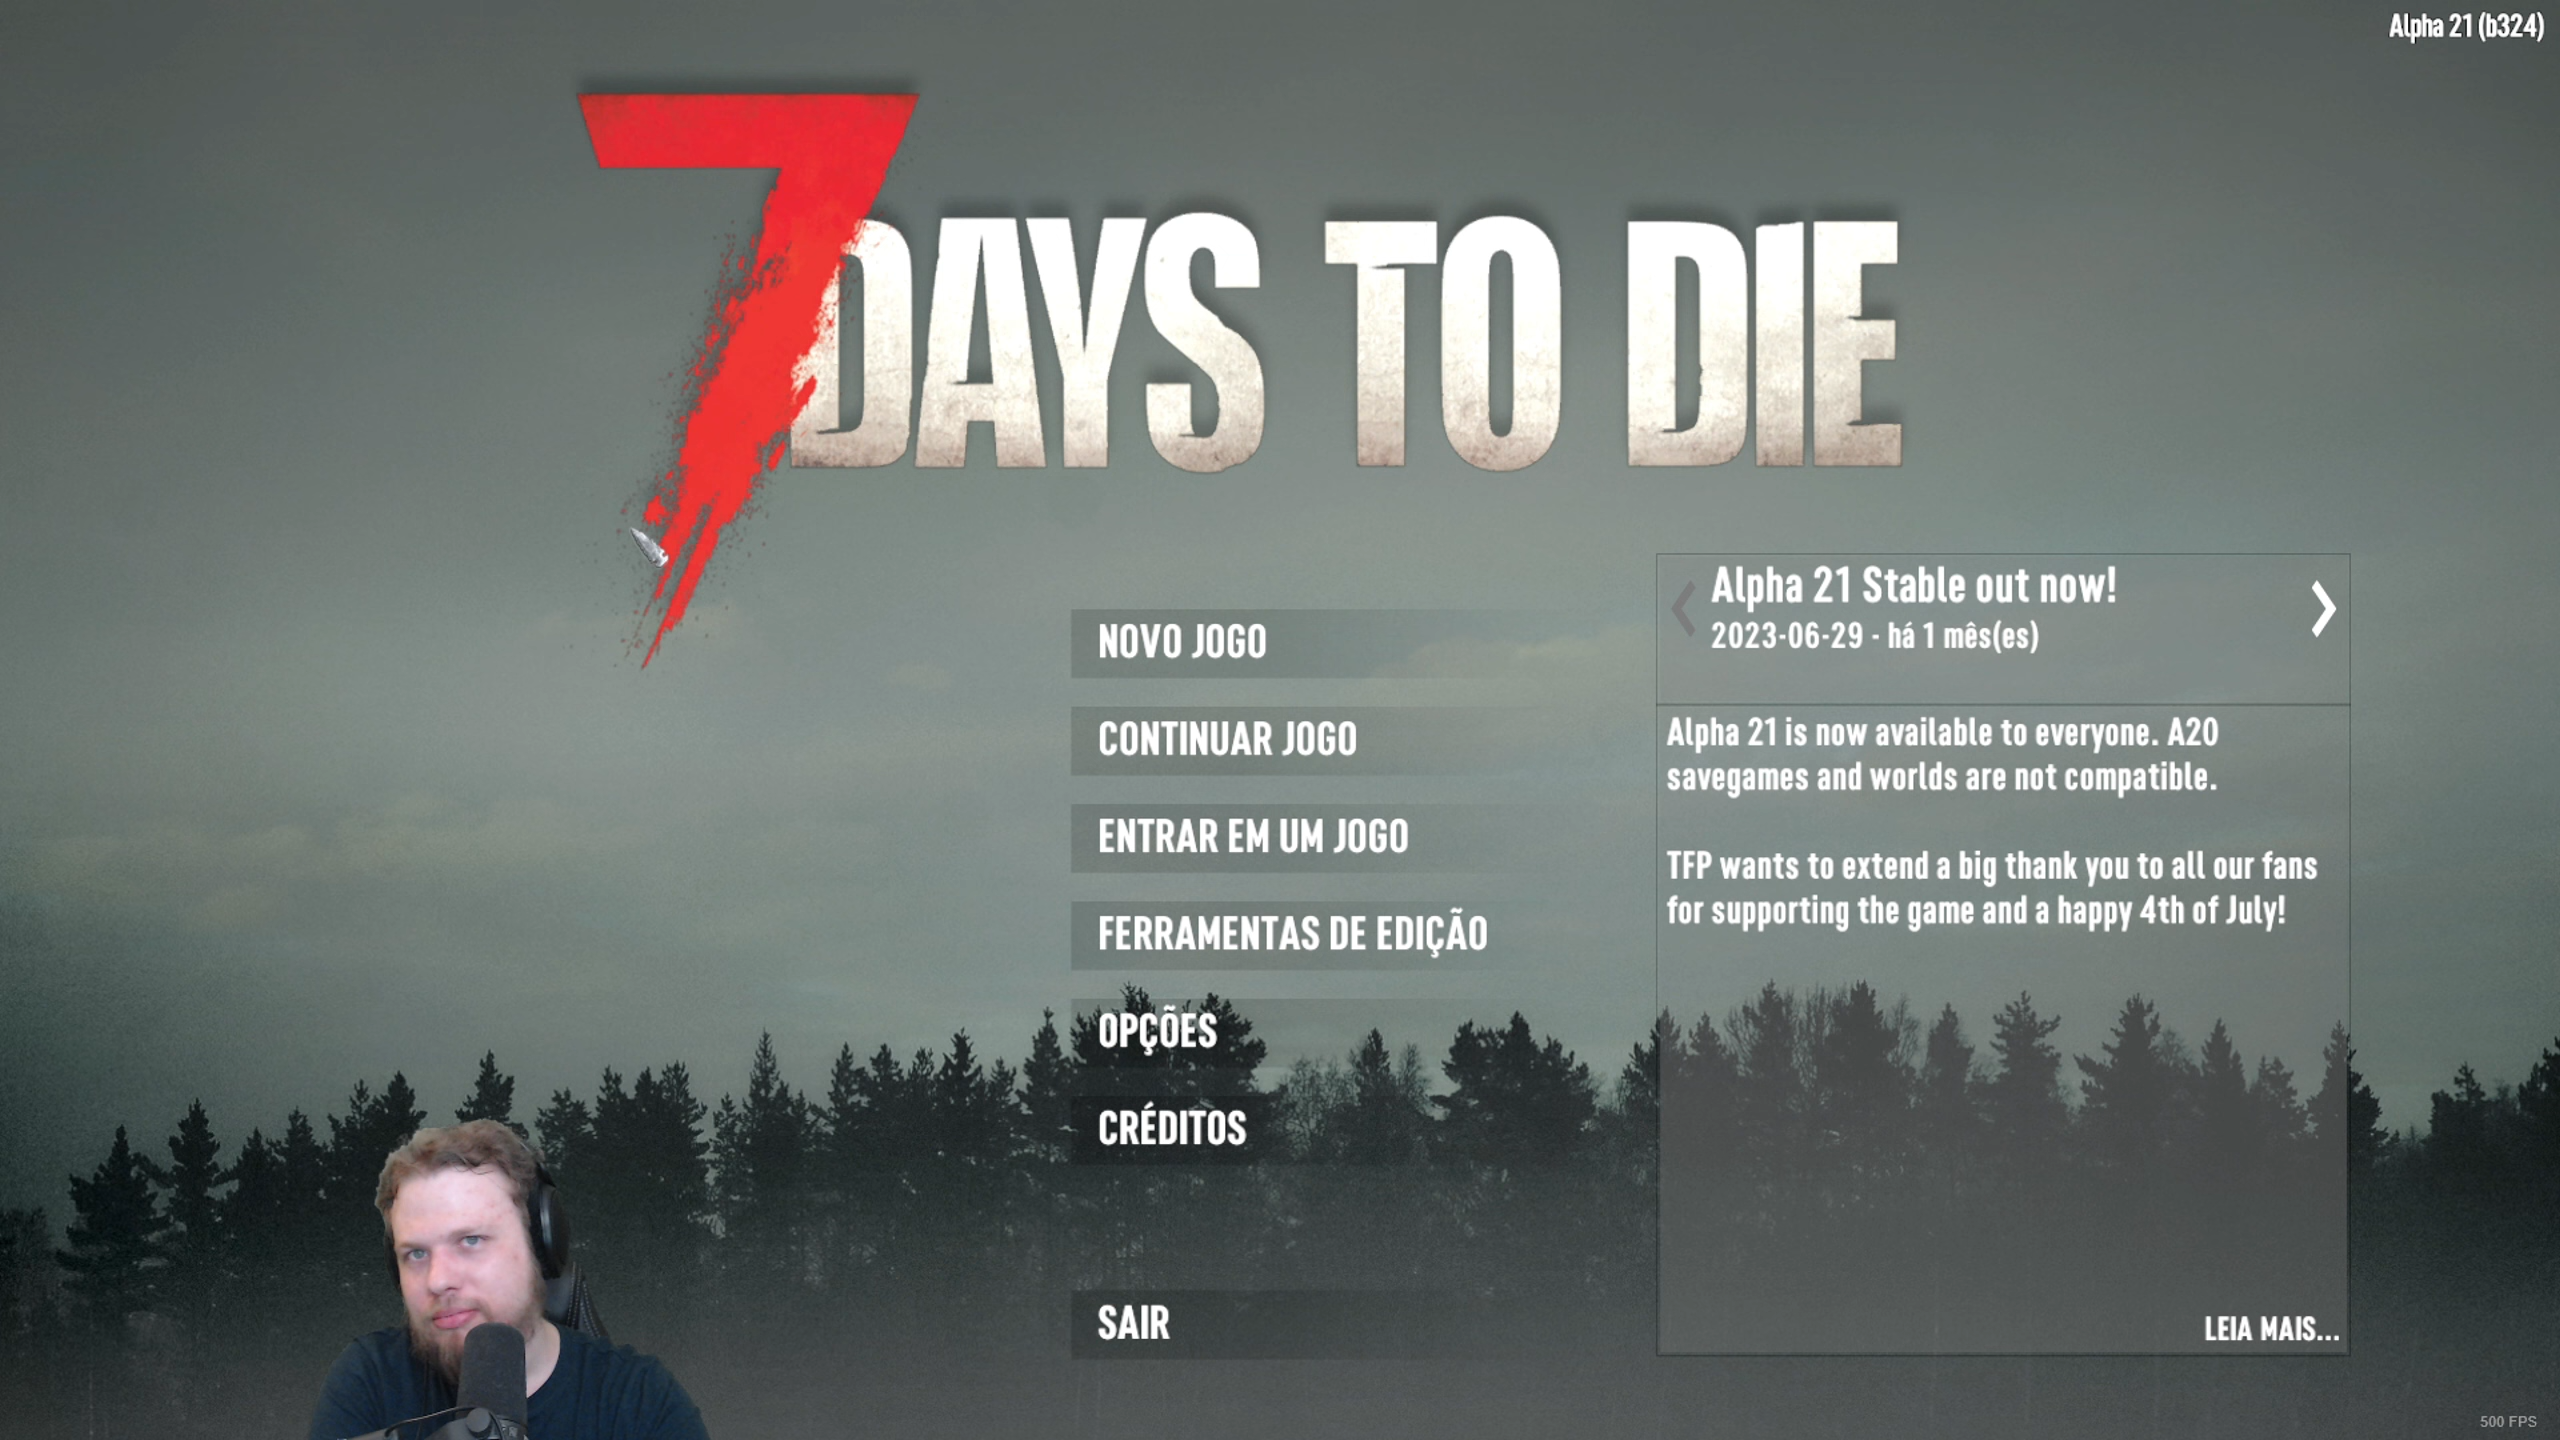 Alpha 21 (b324)
7 DAYS TO DIE
NOVO JOGO
CONTINUAR JOGO
ENTRAR EM UM JOGO
FERRAMENTAS DE EDIÇÃO
OPÇÕES
CRÉDITOS
SAIR
Alpha 21 Stable out now!
2023-06-29 - há 1 mês(es)
Alpha 21 is now available to everyone. A20
savegames and worlds are not compatible.
TFP wants to extend a big thank you to all our fans
for supporting the game and a happy 4th of July!
LEIA MAIS...
500 FPS